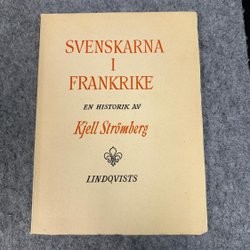 SVENSKARNA
I
FRANKRIKE
EN HISTORIK AV
Kjell Strömberg
LINDQVISTS